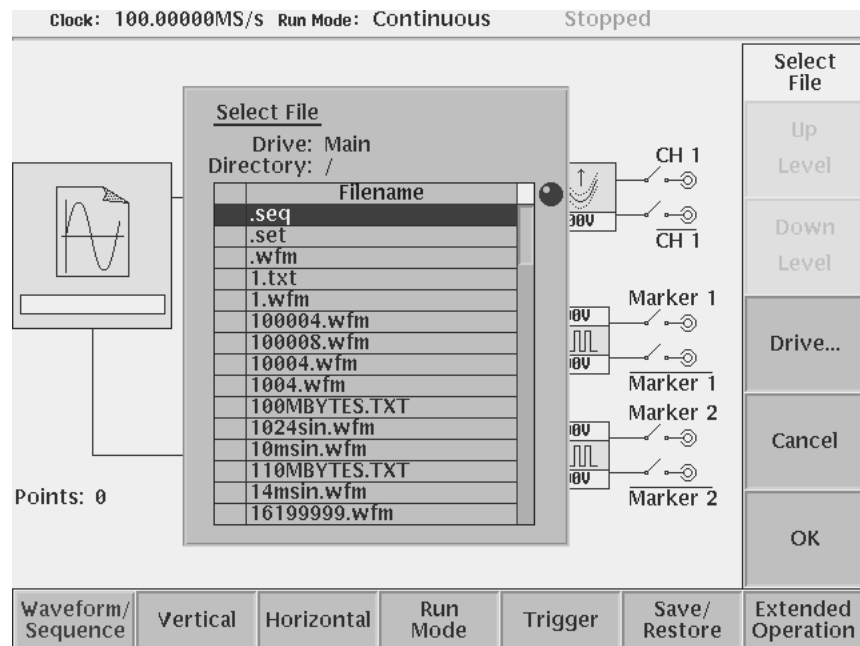 Clock: 100.00000MS/s Run Mode: Continuous Stopped
Select File
Drive: Main
Directory: /
Filename
.seq
.set
.wfm
1.txt
1.wfm
100004.wfm
100008.wfm
10004.wfm
1004.wfm
100MBYTES.TXT
1024sin.wfm
10msin.wfm
110MBYTES.TXT
14msin.wfm
16199999.wfm
Points: 0
CH 1
CH 1
Marker 1
Marker 1
Marker 2
Marker 2
Select
File
Up
Level
Down
Level
Drive...
Cancel
OK
Waveform/
Sequence
Vertical
Horizontal
Run
Mode
Trigger
Save/
Restore
Extended
Operation